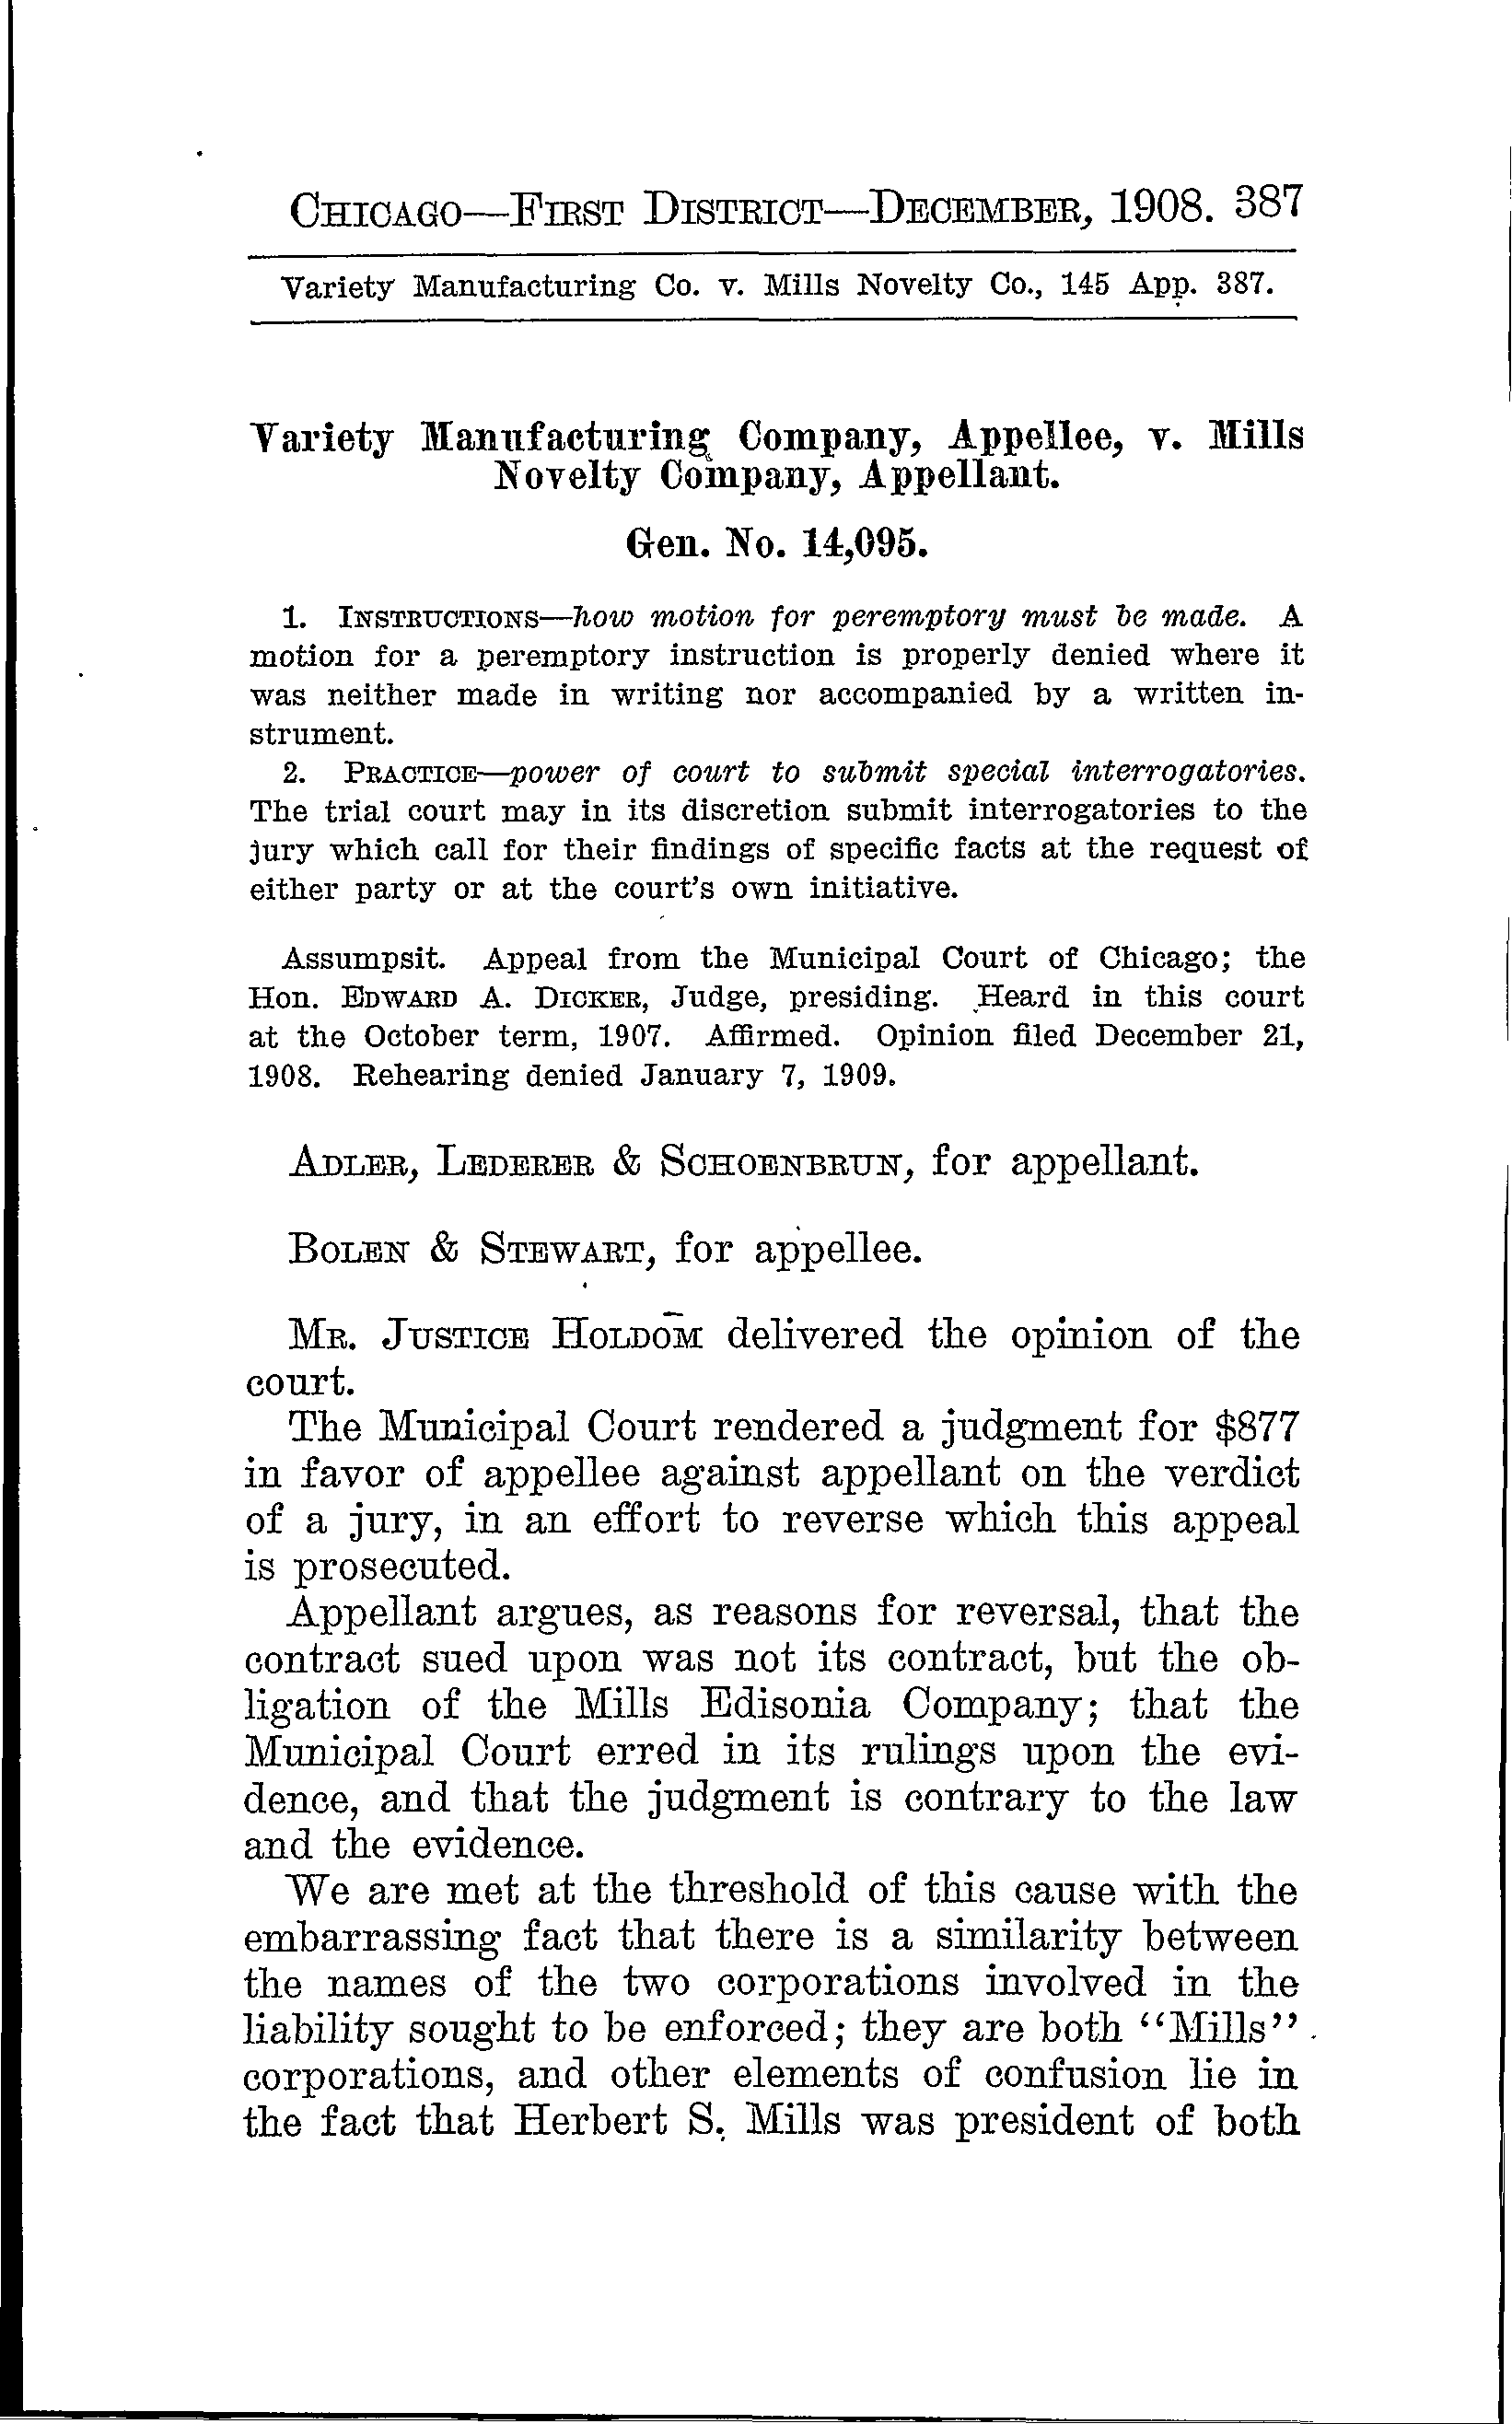 CHICAGO—FIRST DISTRICT—DECEMBER, 1908. 387
Variety Manufacturing Co. v. Mills Novelty Co., 145 App. 387.
Variety Manufacturing Company, Appellee, v. Mills
Novelty Company, Appellant.
Gen. No. 14,095.
1. INSTRUCTIONS—how motion for peremptory must be made. A
motion for a peremptory instruction is properly denied where it
was neither made in writing nor accompanied by a written in-
strument.
2. PRACTICE—power of court to submit special interrogatories.
The trial court may in its discretion submit interrogatories to the
jury which call for their findings of specific facts at the request of
either party or at the court's own initiative.
Assumpsit. Appeal from the Municipal Court of Chicago; the
Hon. EDWARD A. DICKER, Judge, presiding. Heard in this court
at the October term, 1907. Affirmed. Opinion filed December 21,
1908. Rehearing denied January 7, 1909.
ADLER, LEDERER & SCHOENBRUN, for appellant.
BOLEN & STEWART, for appellee.
MR. JUSTICE HOLDOM delivered the opinion of the
court.
The Municipal Court rendered a judgment for $877
in favor of appellee against appellant on the verdict
of a jury, in an effort to reverse which this appeal
is prosecuted.
Appellant argues, as reasons for reversal, that the
contract sued upon was not its contract, but the ob-
ligation of the Mills Edisonia Company; that the
Municipal Court erred in its rulings upon the evi-
dence, and that the judgment is contrary to the law
and the evidence.
We are met at the threshold of this cause with the
embarrassing fact that there is a similarity between
the names of the two corporations involved in the
liability sought to be enforced; they are both "Mills"
corporations, and other elements of confusion lie in
the fact that Herbert S. Mills was president of both